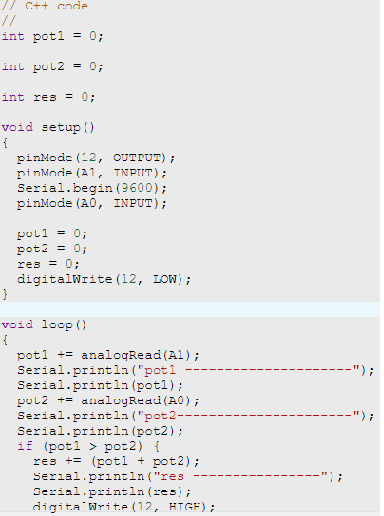 // C++ code
//
int pot1 = 0;
int pot2 = 0;
int res = 0;
void setup()
{
pinMode(12, OUTPUT);
pinMode(A1, INPUT);
Serial.begin(9600);
pinMode(A0, INPUT);
pot1 = 0;
pot2 = 0;
res = 0;
digitalWrite(12, LOW);
}
void loop()
{
pot1 += analogRead(A1);
Serial.println("pot1 ---------------------");
Serial.println(pot1);
pot2 += analogRead(A0);
Serial.println("pot2----------------------");
Serial.println(pot2);
if (pot1 > pot2) {
res += (pot1 + pot2);
Serial.println("res ----------------");
Serial.println(res);
digitalWrite(12, HIGH);